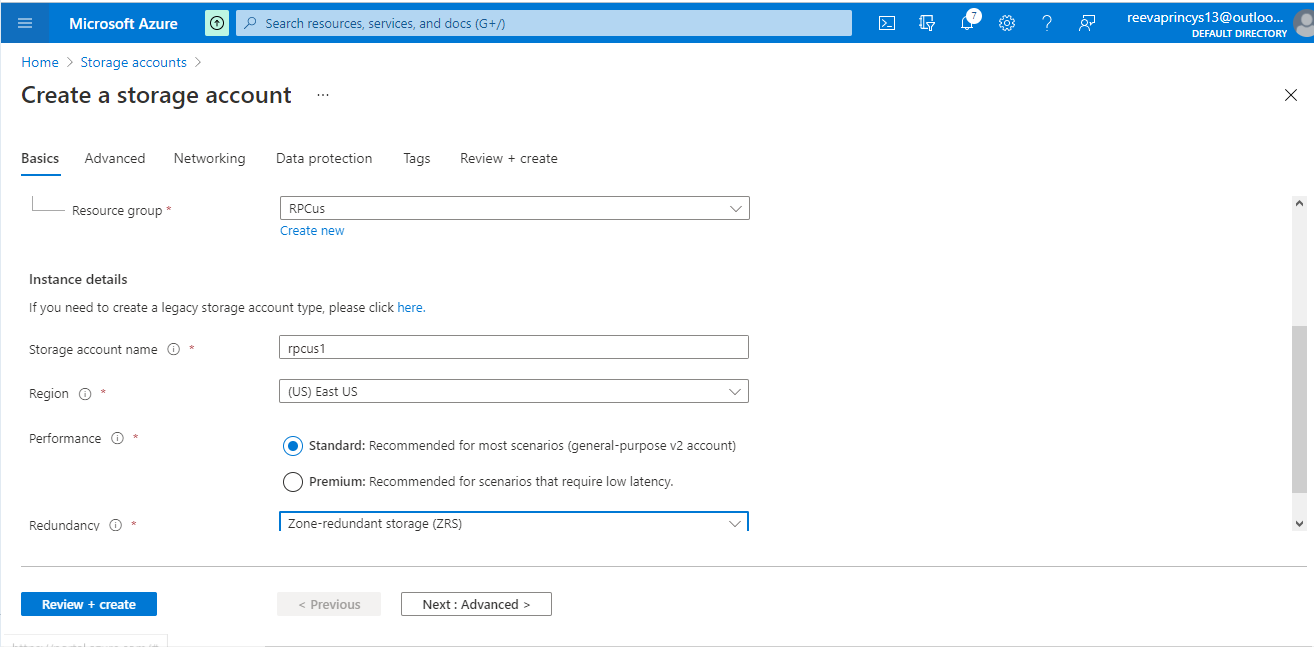 Microsoft Azure
Search resources, services, and docs (G+/)
7
reevaprincys13@outloo...
DEFAULT DIRECTORY
Home > Storage accounts >
Create a storage account ...
Basics Advanced Networking Data protection Tags Review + create
Resource group *
RPCus
Create new
Instance details
If you need to create a legacy storage account type, please click here.
Storage account name *
rpcus1
Region *
(US) East US
Performance *
Standard: Recommended for most scenarios (general-purpose v2 account)
Premium: Recommended for scenarios that require low latency.
Redundancy *
Zone-redundant storage (ZRS)
Review + create
< Previous
Next : Advanced >